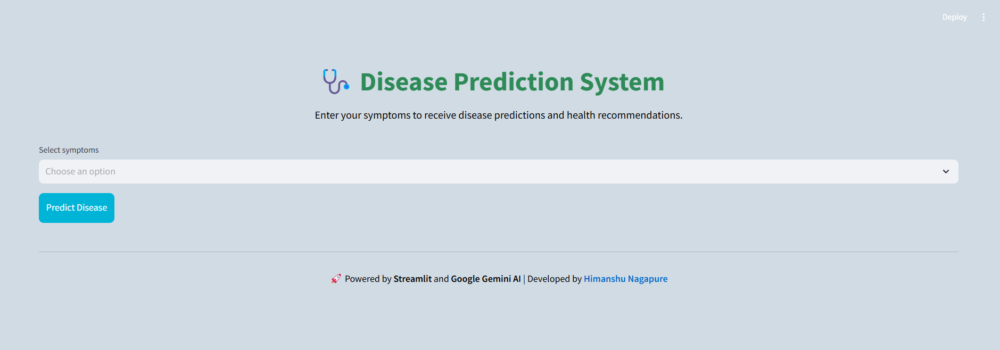 Deploy
Disease Prediction System
Enter your symptoms to receive disease predictions and health recommendations.
Select symptoms
Choose an option
Predict Disease
Powered by Streamlit and Google Gemini AI | Developed by Himanshu Nagapure